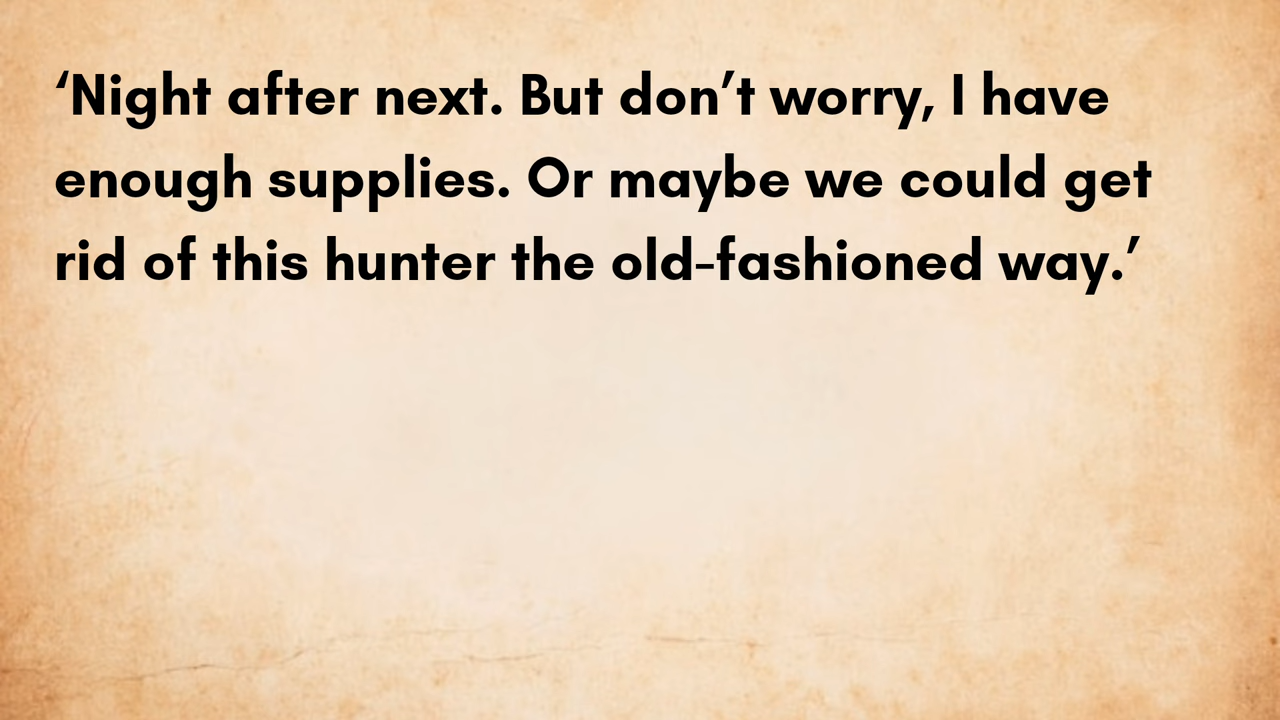 ‘Night after next. But don’t worry, I have
enough supplies. Or maybe we could get
rid of this hunter the old-fashioned way.’